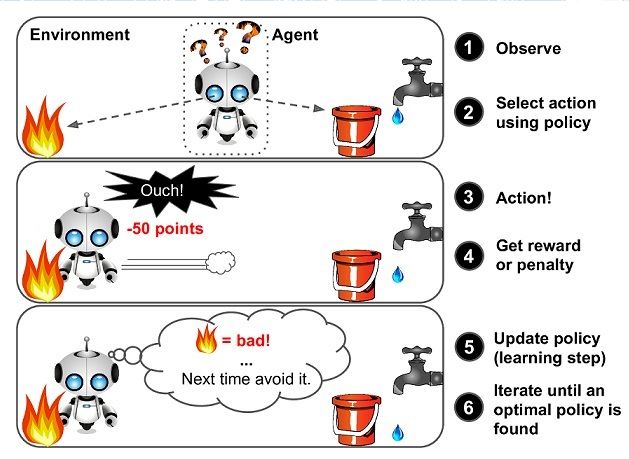 Environment
Agent
? ? ?
1 Observe
2 Select action
using policy
Ouch!
-50 points
3 Action!
4 Get reward
or penalty
= bad!
...
Next time avoid it.
5 Update policy
(learning step)
6 Iterate until an
optimal policy is
found